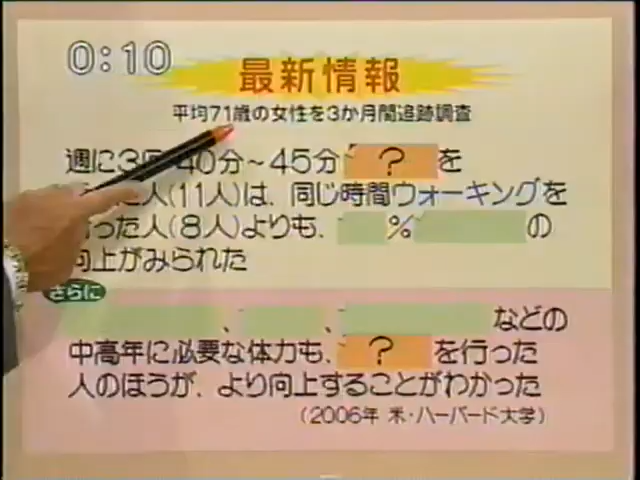 0:10
最新情報
平均71歳の女性を3か月間追跡調査
週に3 40分～45分 ? を
た人(11人)は、同じ時間ウォーキングを
った人(8人)よりも、 % の
向上がみられた
さらに
、 、 などの
中高年に必要な体力も、 ? を行った
人のほうが、より向上することがわかった
(2006年 米・ハーバード大学)